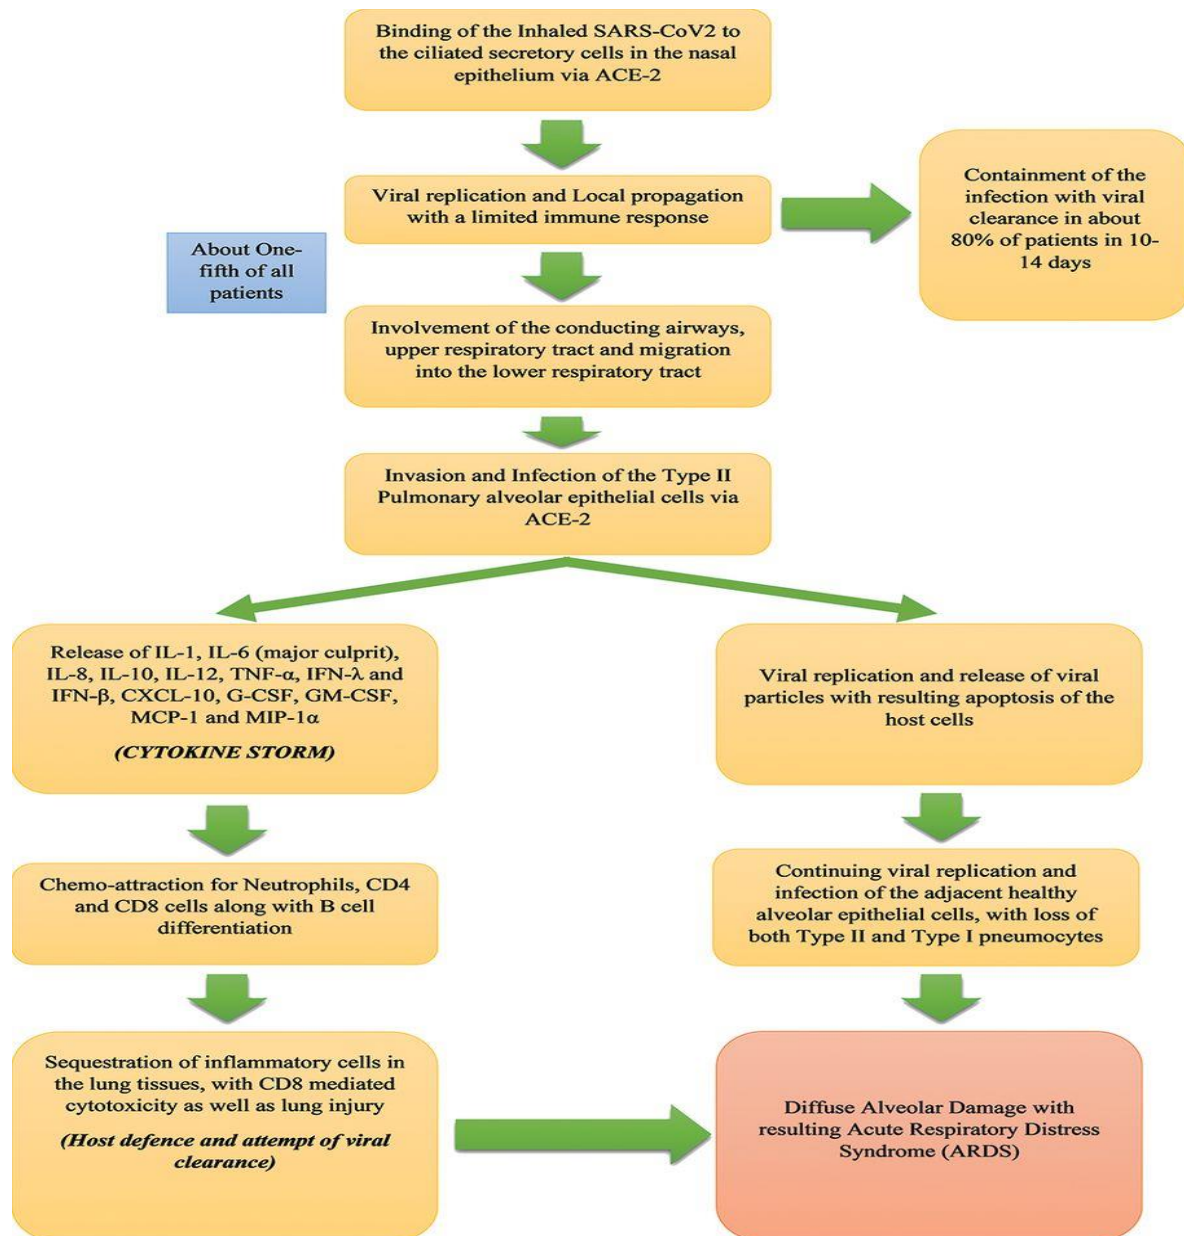 Binding of the Inhaled SARS-CoV2 to
the ciliated secretory cells in the nasal
epithelium via ACE-2
Viral replication and Local propagation
with a limited immune response
Containment of the
infection with viral
clearance in about
80% of patients in 10-
14 days
About One-
fifth of all
patients
Involvement of the conducting airways,
upper respiratory tract and migration
into the lower respiratory tract
Invasion and Infection of the Type II
Pulmonary alveolar epithelial cells via
ACE-2
Release of IL-1, IL-6 (major culprit),
IL-8, IL-10, IL-12, TNF-α, IFN-λ and
IFN-β, CXCL-10, G-CSF, GM-CSF,
MCP-1 and MIP-1α
(CYTOKINE STORM)
Viral replication and release of viral
particles with resulting apoptosis of the
host cells
Chemo-attraction for Neutrophils, CD4
and CD8 cells along with B cell
differentiation
Continuing viral replication and
infection of the adjacent healthy
alveolar epithelial cells, with loss of
both Type II and Type I pneumocytes
Sequestration of inflammatory cells in
the lung tissues, with CD8 mediated
cytotoxicity as well as lung injury
(Host defence and attempt of viral
clearance)
Diffuse Alveolar Damage with
resulting Acute Respiratory Distress
Syndrome (ARDS)